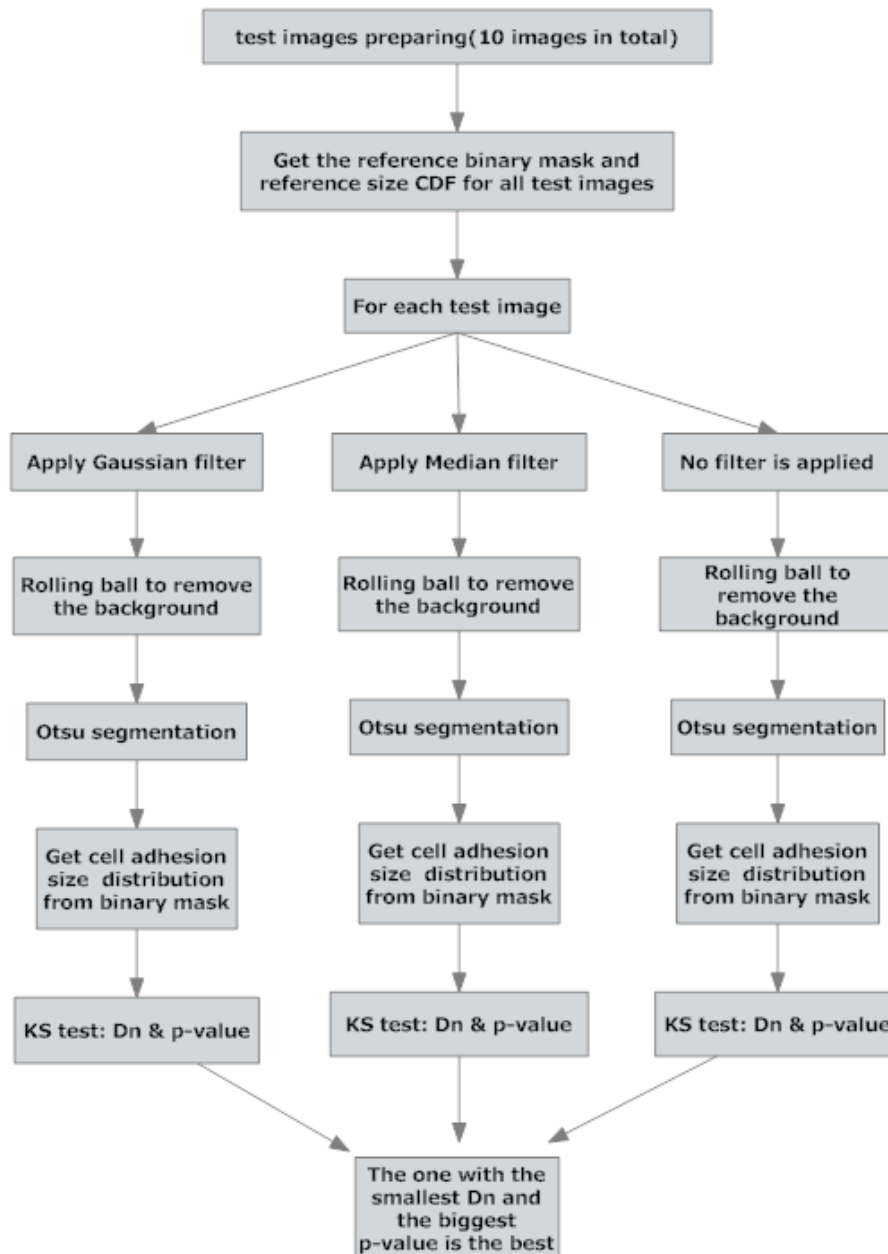 test images preparing(10 images in total)
Get the reference binary mask and
reference size CDF for all test images
For each test image
Apply Gaussian filter
Rolling ball to remove
the background
Otsu segmentation
Get cell adhesion
size  distribution
from binary mask
KS test: Dn & p-value
Apply Median filter
Rolling ball to remove
the background
Otsu segmentation
Get cell adhesion
size  distribution
from binary mask
KS test: Dn & p-value
No filter is applied
Rolling ball to
remove the
background
Otsu segmentation
Get cell adhesion
size  distribution
from binary mask
KS test: Dn & p-value
The one with the
smallest Dn and
the biggest
p-value is the best